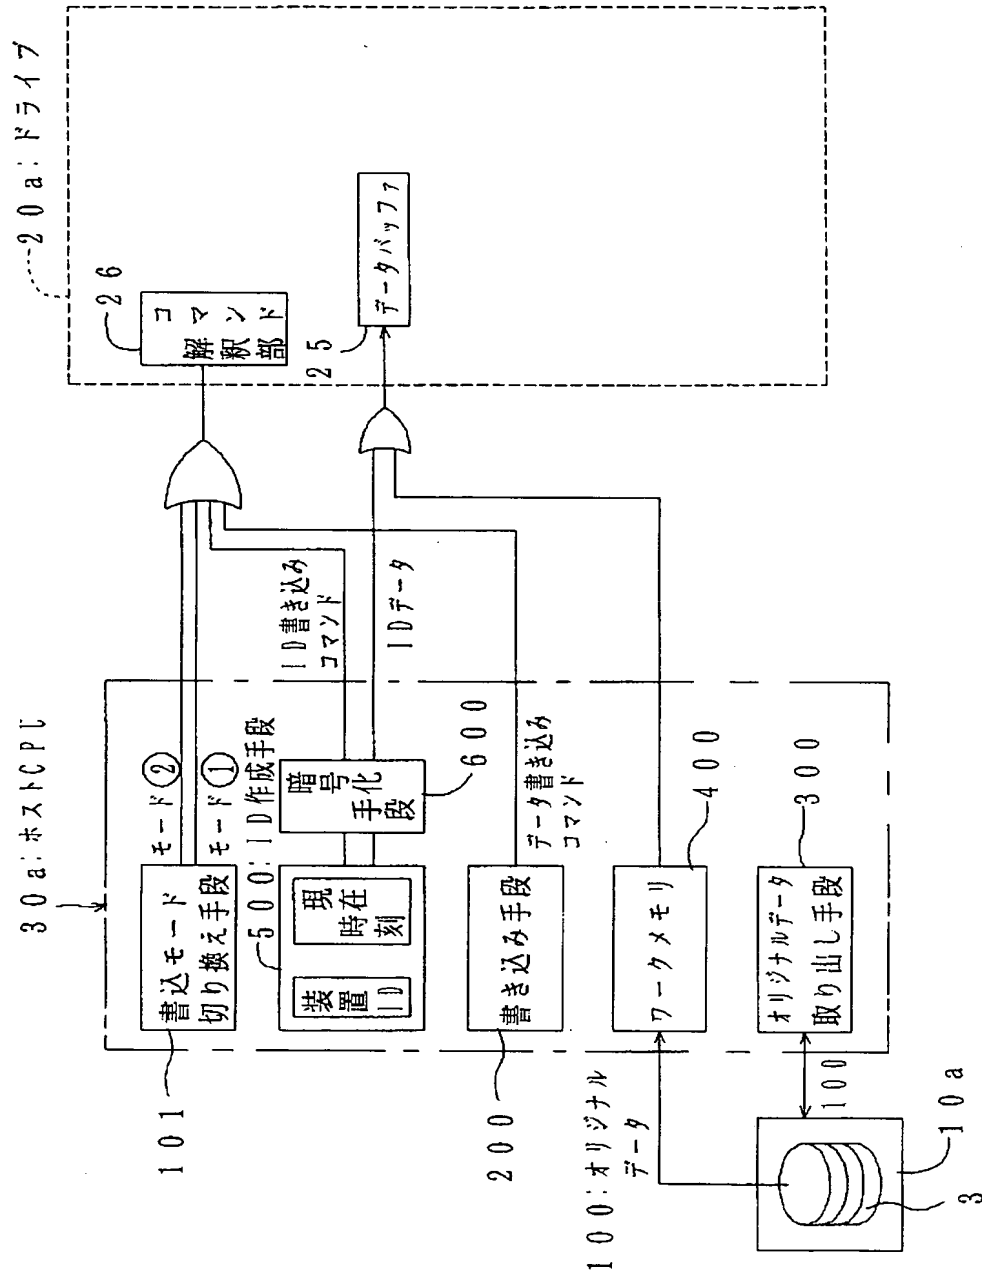 20a:ドライブ
26
コマンド
解釈部
25
データバッファ
30a:ホストCPU
モード②
モード①
ID書き込み
コマンド
IDデータ
データ書き込み
コマンド
書込モード
切り換え手段
101
500:ID作成手段
装置ID
現在
時刻
暗号化
手段
600
書き込み手段
200
ワークメモリ
400
オリジナルデータ
取り出し手段
300
100:オリジナル
データ
100
10a
3